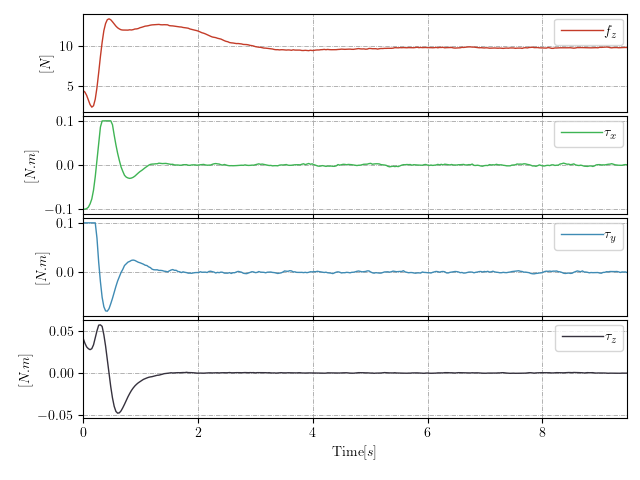 10
5
[N]
f_z
0.1
0.0
−0.1
[N.m]
τ_x
0.1
0.0
[N.m]
τ_y
0.05
0.00
−0.05
[N.m]
τ_z
0 2 4 6 8
Time[s]